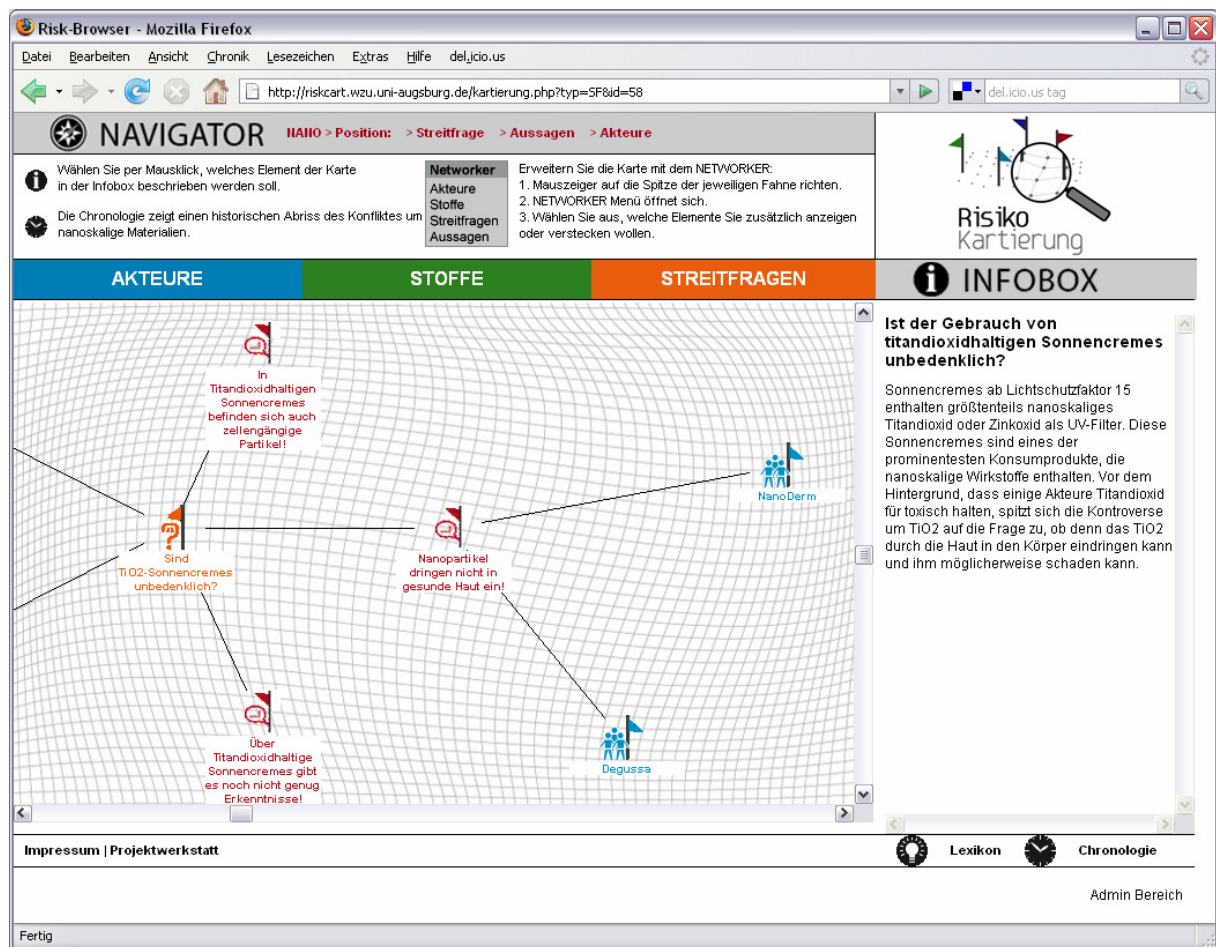 Risk-Browser - Mozilla Firefox
Datei Bearbeiten Ansicht Chronik Lesezeichen Extras Hilfe del.icio.us
http://riskcart.wzu.uni-augsburg.de/kartierung.php?typ=SF&id=58
del.icio.us tag
NAVIGATOR
NANO > Position: > Streitfrage > Aussagen > Akteure
Wählen Sie per Mausklick, welches Element der Karte
in der Infobox beschrieben werden soll.
Die Chronologie zeigt einen historischen Abriss des Konfliktes um
nanoskalige Materialien.
Networker
Akteure
Stoffe
Streitfragen
Aussagen
Erweitern Sie die Karte mit dem NETWORKER:
1. Mauszeiger auf die Spitze der jeweiligen Fahne richten.
2. NETWORKER Menü öffnet sich.
3. Wählen Sie aus, welche Elemente Sie zusätzlich anzeigen
oder verstecken wollen.
Risiko
Kartierung
AKTEURE
STOFFE
STREITFRAGEN
INFOBOX
In
Titandioxidhaltigen
Sonnencremes
befinden sich auch
zellengängige
Partikel!
NanoDerm
Sind
TiO2-Sonnencremes
unbedenklich?
Nanopartikel
dringen nicht in
gesunde Haut ein!
Über
Titandioxidhaltige
Sonnencremes gibt
es noch nicht genug
Erkenntnisse!
Degussa
Ist der Gebrauch von
titandioxidhaltigen Sonnencremes
unbedenklich?
Sonnencremes ab Lichtschutzfaktor 15
enthalten größtenteils nanoskaliges
Titandioxid oder Zinkoxid als UV-Filter. Diese
Sonnencremes sind eines der
prominentesten Konsumprodukte, die
nanoskalige Wirkstoffe enthalten. Vor dem
Hintergrund, dass einige Akteure Titandioxid
für toxisch halten, spitzt sich die Kontroverse
um TiO2 auf die Frage zu, ob denn das TiO2
durch die Haut in den Körper eindringen kann
und ihm möglicherweise schaden kann.
Impressum | Projektwerkstatt
Lexikon
Chronologie
Admin Bereich
Fertig